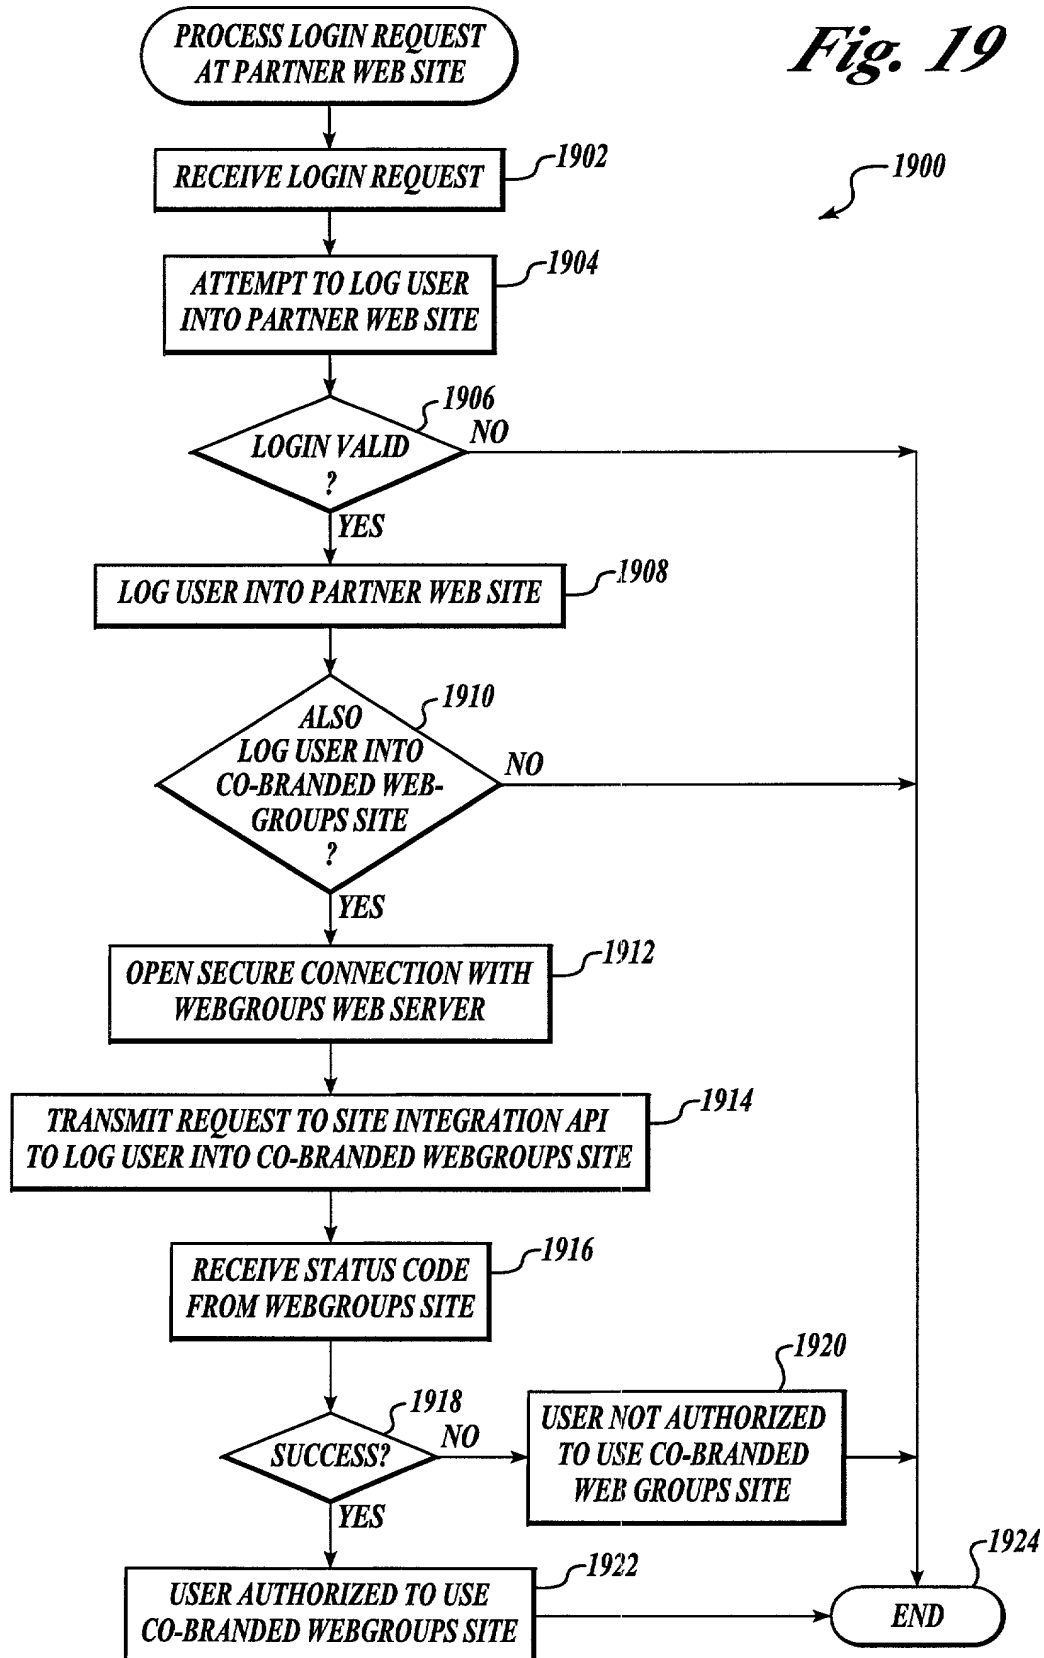 PROCESS LOGIN REQUEST
AT PARTNER WEB SITE
Fig. 19
RECEIVE LOGIN REQUEST
1902
1900
ATTEMPT TO LOG USER
INTO PARTNER WEB SITE
1904
LOGIN VALID
?
1906
NO
YES
LOG USER INTO PARTNER WEB SITE
1908
ALSO
LOG USER INTO
CO-BRANDED WEB-
GROUPS SITE
?
1910
NO
YES
OPEN SECURE CONNECTION WITH
WEBGROUPS WEB SERVER
1912
TRANSMIT REQUEST TO SITE INTEGRATION API
TO LOG USER INTO CO-BRANDED WEBGROUPS SITE
1914
RECEIVE STATUS CODE
FROM WEBGROUPS SITE
1916
SUCCESS?
1918
NO
YES
USER NOT AUTHORIZED
TO USE CO-BRANDED
WEB GROUPS SITE
1920
USER AUTHORIZED TO USE
CO-BRANDED WEBGROUPS SITE
1922
END
1924